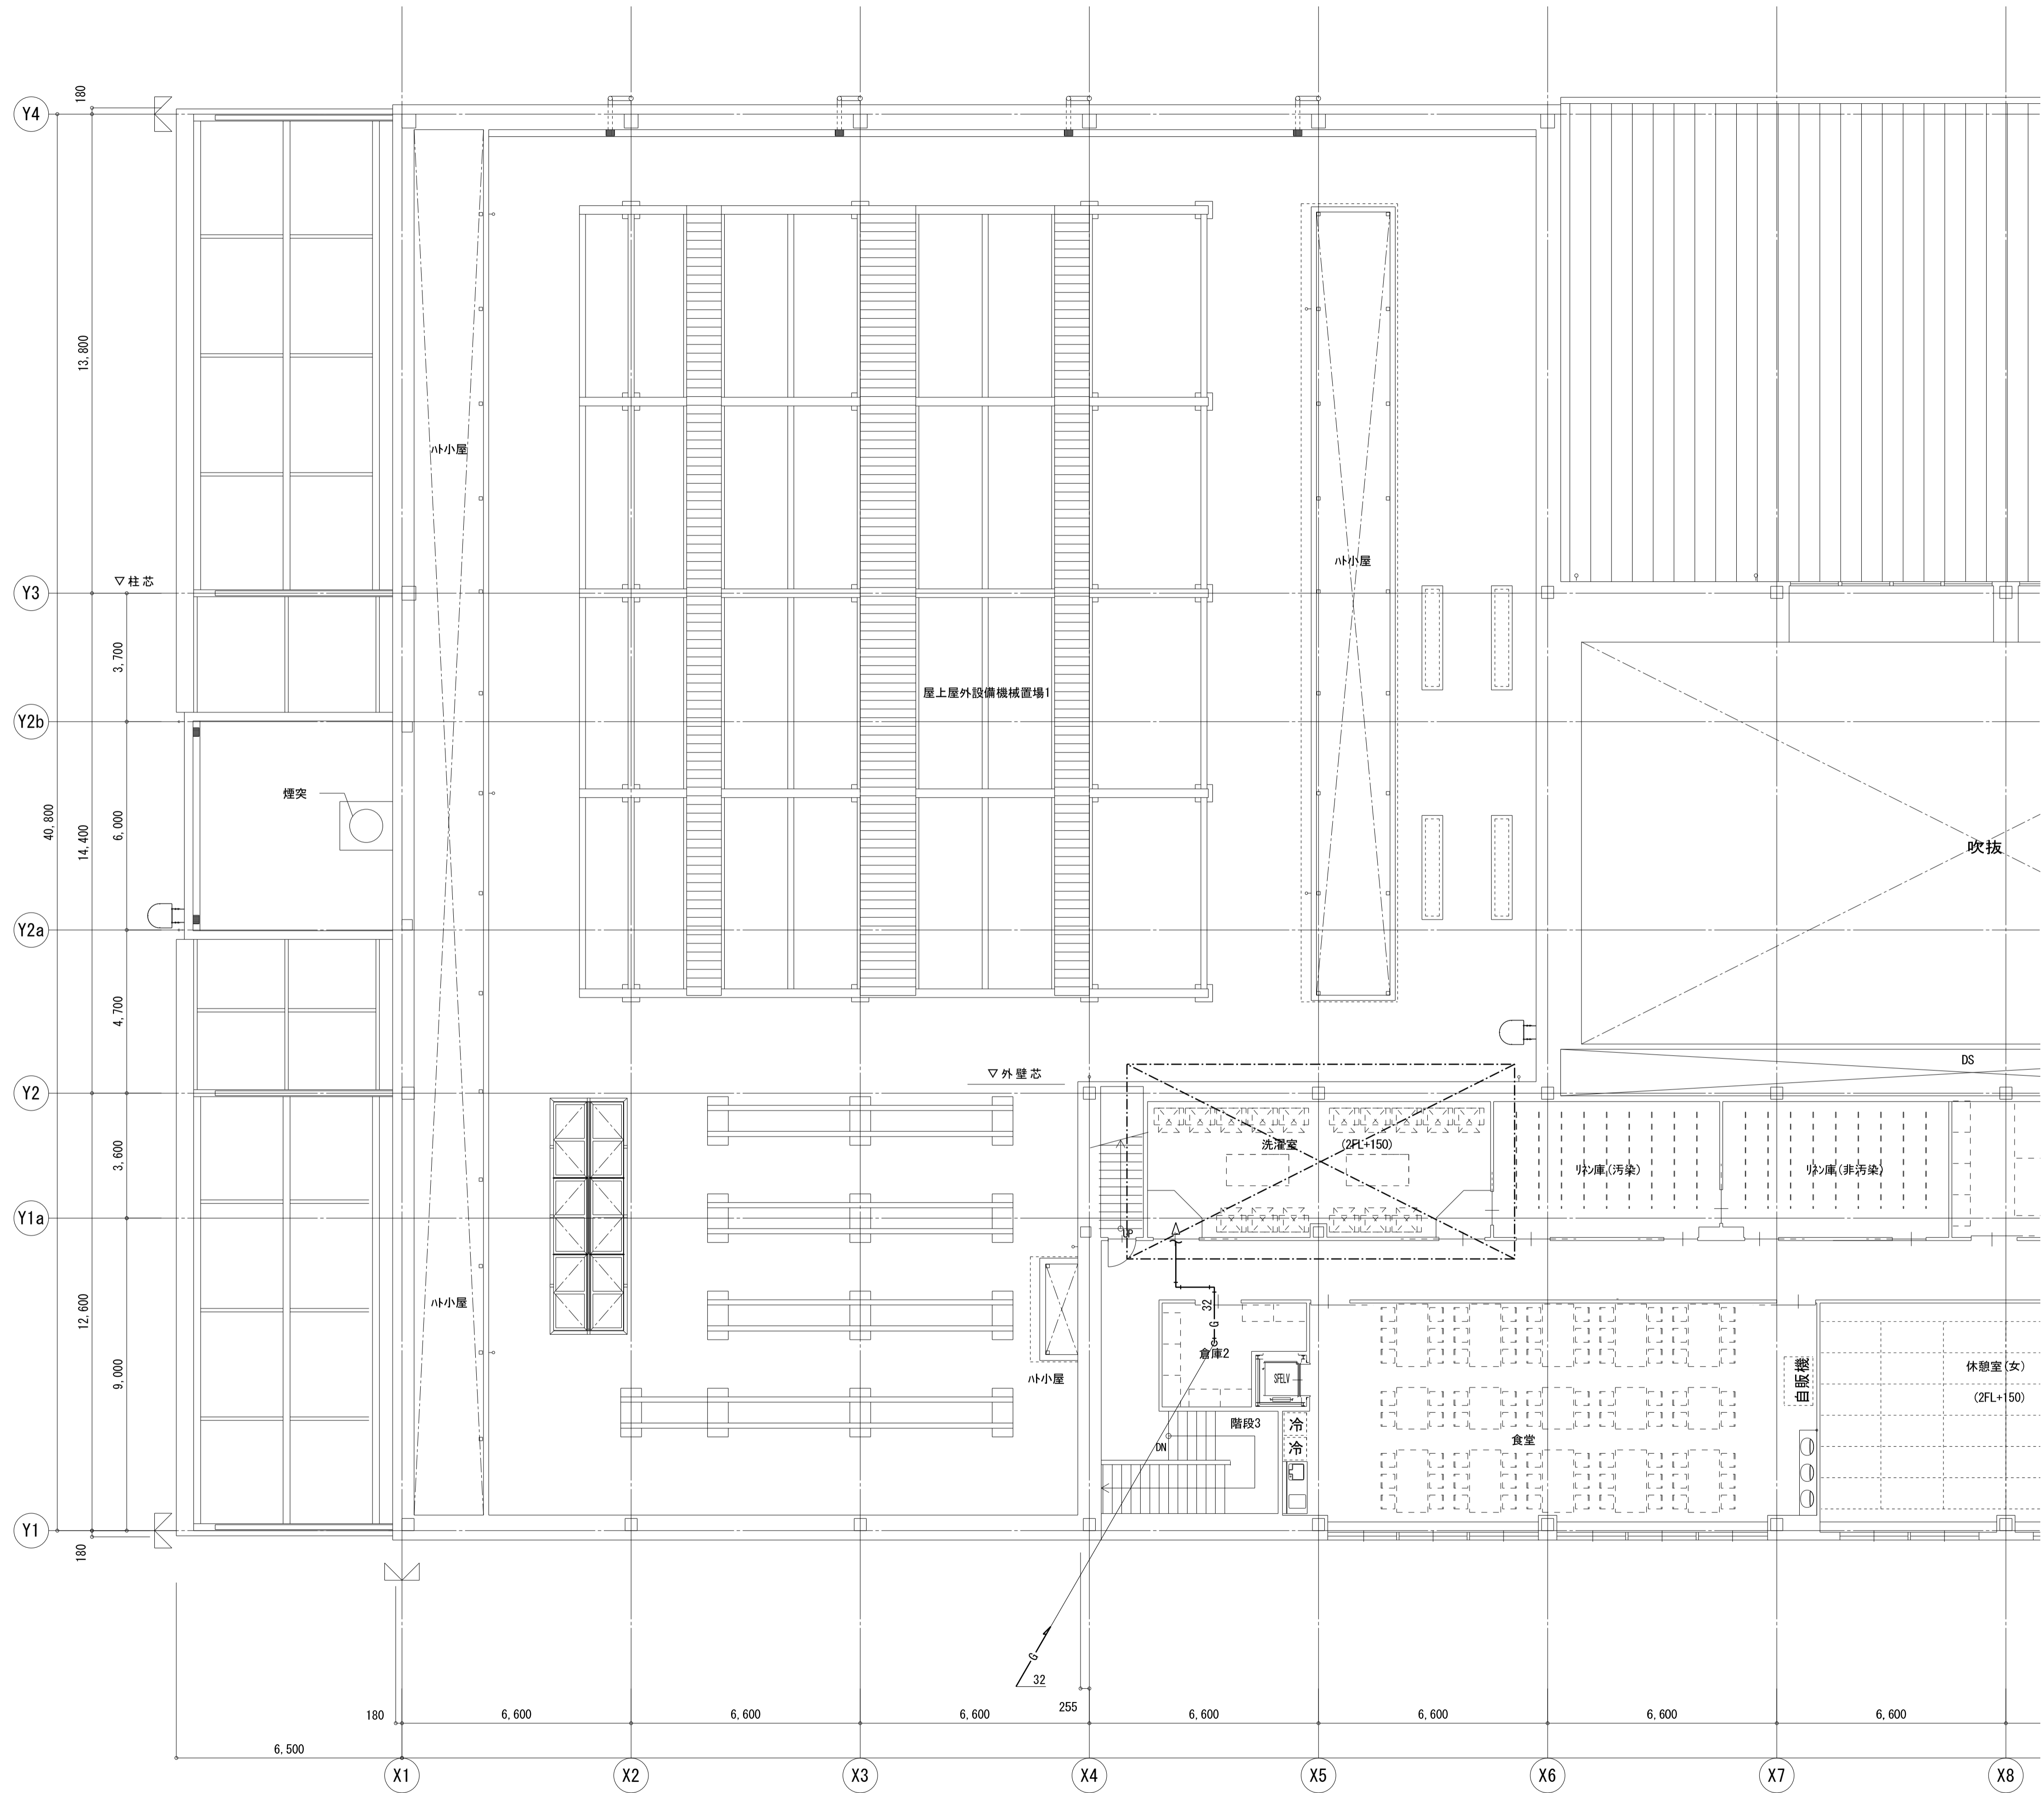 Y4
180
13,800
ハト小屋
ハト小屋
Y3
▽柱芯
3,700
屋上屋外設備機械置場1
Y2b
煙突
40,800
14,400
6,000
吹抜
Y2a
4,700
DS
▽外壁芯
Y2
洗濯室
(2FL+150)
3,600
リネン庫(汚染)
リネン庫(非汚染)
Y1a
UP
ハト小屋
12,600
32
G
G
倉庫2
9,000
ハト小屋
SFELV
自販機
休憩室(女)
(2FL+150)
階段3
冷
冷
DN
食堂
Y1
180
G
32
180
6,600
6,600
6,600
255
6,600
6,600
6,600
6,600
6,500
X1
X2
X3
X4
X5
X6
X7
X8